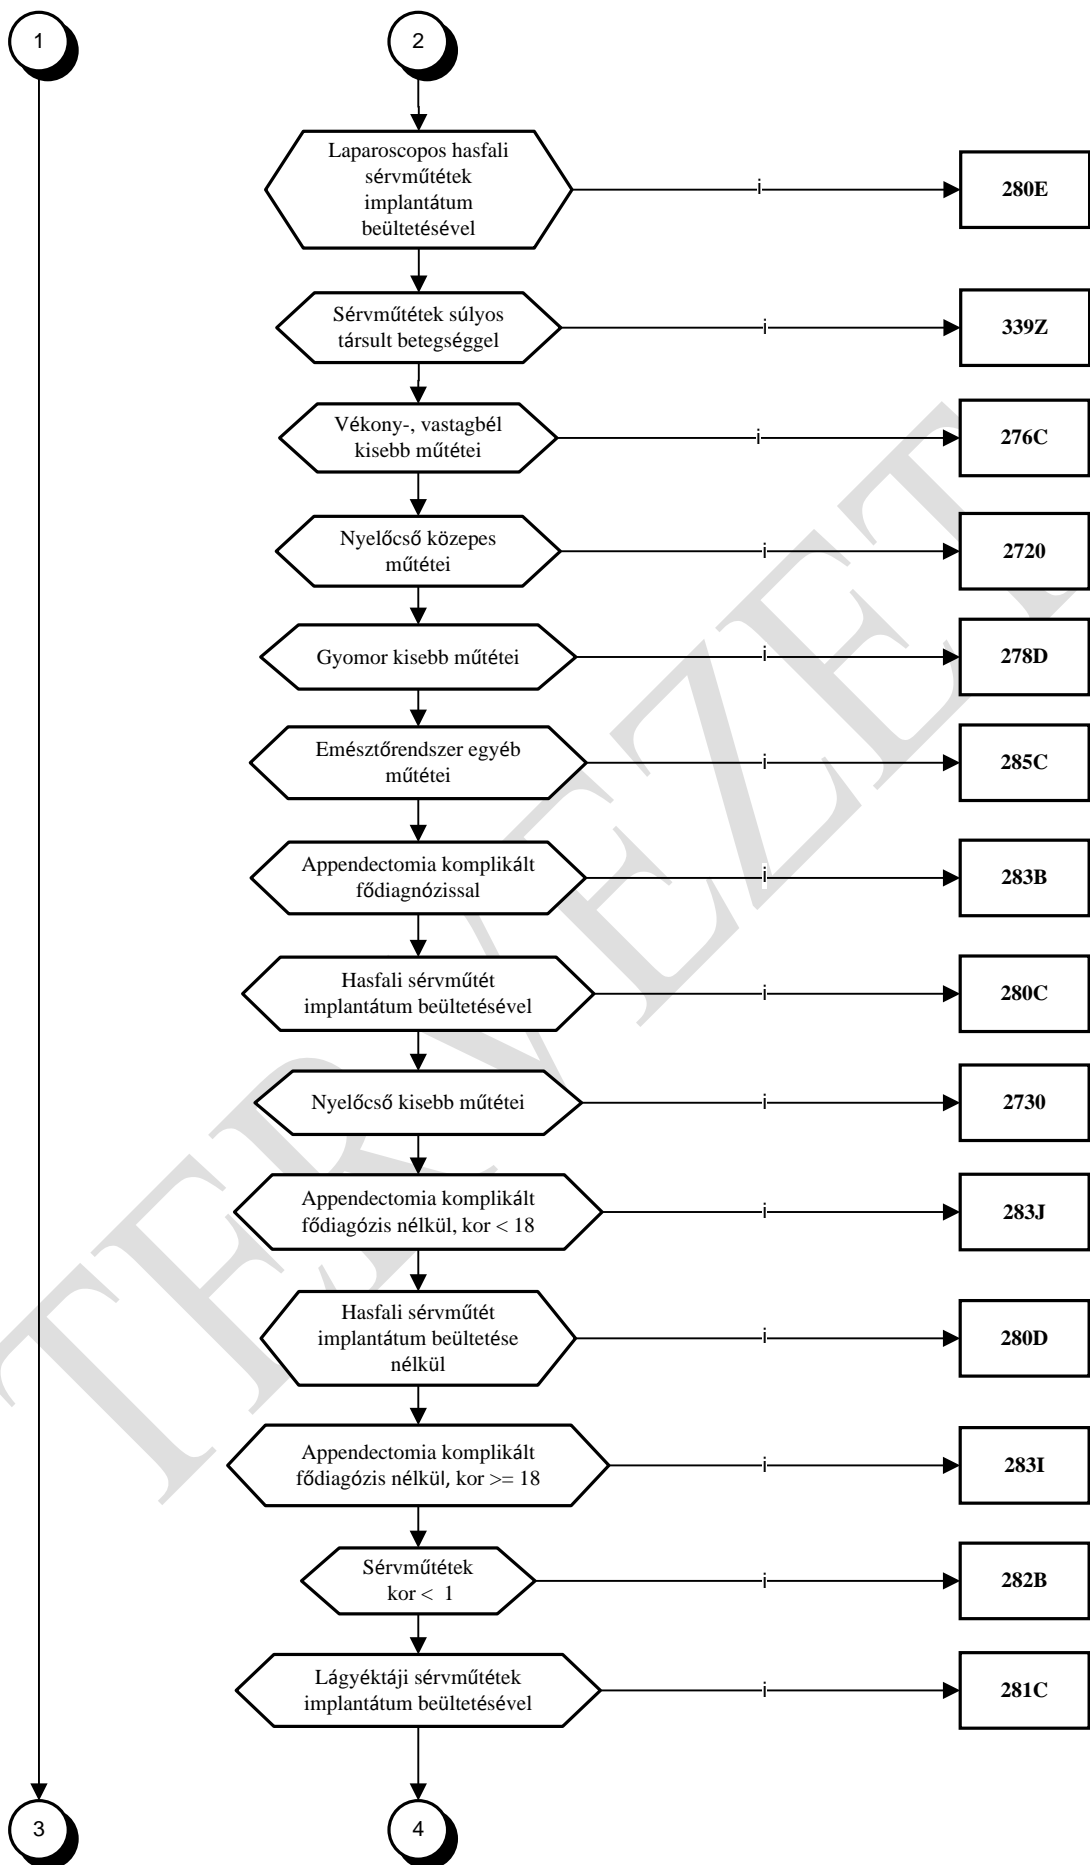 1
2
Laparoscopos hasfali
sérvműtétek
implantátum
beültetésével
i
280E
Sérvműtétek súlyos
társult betegséggel
i
339Z
Vékony-, vastagbél
kisebb műtétei
i
276C
Nyelőcső közepes
műtétei
i
2720
Gyomor kisebb műtétei
i
278D
Emésztőrendszer egyéb
műtétei
i
285C
Appendectomia komplikált
fődiagnózissal
i
283B
Hasfali sérvműtét
implantátum beültetésével
i
280C
Nyelőcső kisebb műtétei
i
2730
Appendectomia komplikált
fődiagózis nélkül, kor < 18
i
283J
Hasfali sérvműtét
implantátum beültetése
nélkül
i
280D
Appendectomia komplikált
fődiagózis nélkül, kor >= 18
i
283I
Sérvműtétek
kor <  1
i
282B
Lágyéktáji sérvműtétek
implantátum beültetésével
i
281C
3
4
TERVEZET